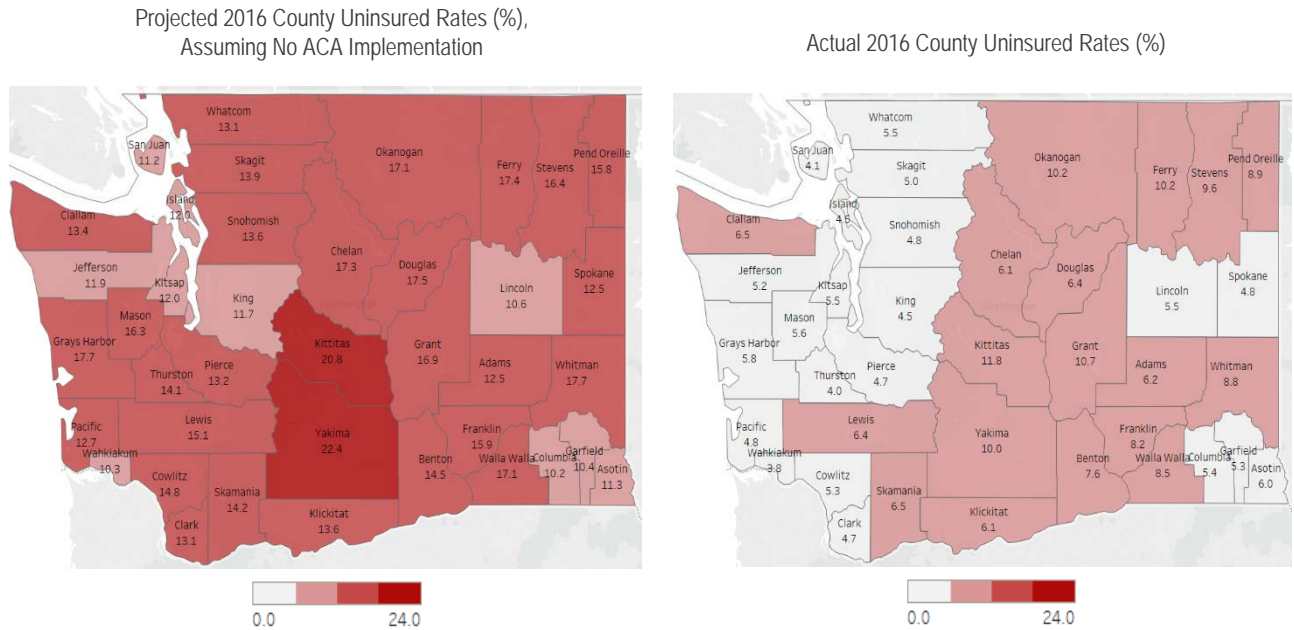 Projected 2016 County Uninsured Rates (%),
Assuming No ACA Implementation
Whatcom
13.1
San Juan
11.2
Skagit
13.9
Okanogan
17.1
Ferry
17.4
Stevens
16.4
Pend Oreille
15.8
Island
12.0
Clallam
13.4
Snohomish
13.6
Chelan
17.3
Douglas
17.5
Jefferson
11.9
Kitsap
12.0
King
11.7
Washington
Lincoln
10.6
Spokane
12.5
Mason
16.3
Grays Harbor
17.7
Kittitas
20.8
Grant
16.9
Pierce
13.2
Thurston
14.1
Adams
12.5
Whitman
17.7
Pacific
12.7
Lewis
15.1
Yakima
22.4
Franklin
15.9
Wahkiakum
10.3
Benton
14.5
Walla Walla
17.1
Columbia
10.2
Garfield
10.4
Asotin
11.3
Cowlitz
14.8
Skamania
14.2
Clark
13.1
Klickitat
13.6
0.0
24.0
Actual 2016 County Uninsured Rates (%)
Whatcom
5.5
San Juan
4.1
Skagit
5.0
Okanogan
10.2
Ferry
10.2
Stevens
9.6
Pend Oreille
8.9
Island
4.5
Clallam
6.5
Snohomish
4.8
Chelan
6.1
Douglas
6.4
Jefferson
5.2
Kitsap
5.5
King
4.5
Washington
Lincoln
5.5
Spokane
4.8
Mason
5.6
Grays Harbor
5.8
Kittitas
11.8
Grant
10.7
Pierce
4.7
Thurston
4.0
Adams
6.2
Whitman
8.8
Pacific
4.8
Lewis
6.4
Yakima
10.0
Franklin
8.2
Wahkiakum
3.8
Benton
7.6
Walla Walla
8.5
Columbia
5.4
Garfield
5.3
Asotin
6.0
Cowlitz
5.3
Skamania
6.5
Clark
4.7
Klickitat
6.1
0.0
24.0